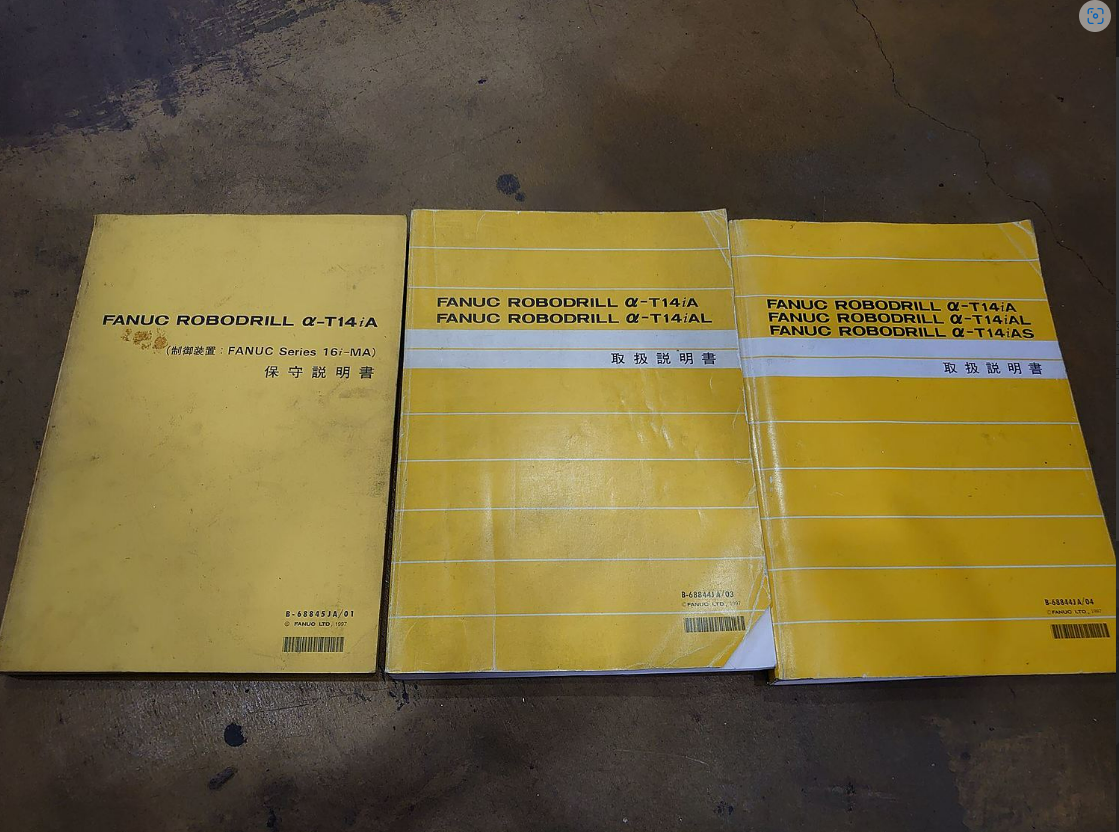 FANUC ROBODRILL α-T14iA
(制御装置：FANUC Series 16i-MA)
保守説明書
B-68845JA/01
© FANUC LTD, 1997
FANUC ROBODRILL α-T14iA
FANUC ROBODRILL α-T14iAL
取扱説明書
B-68844JA/03
© FANUC LTD, 1997
FANUC ROBODRILL α-T14iA
FANUC ROBODRILL α-T14iAL
FANUC ROBODRILL α-T14iAS
取扱説明書
B-68844JA/04
© FANUC LTD, 1997